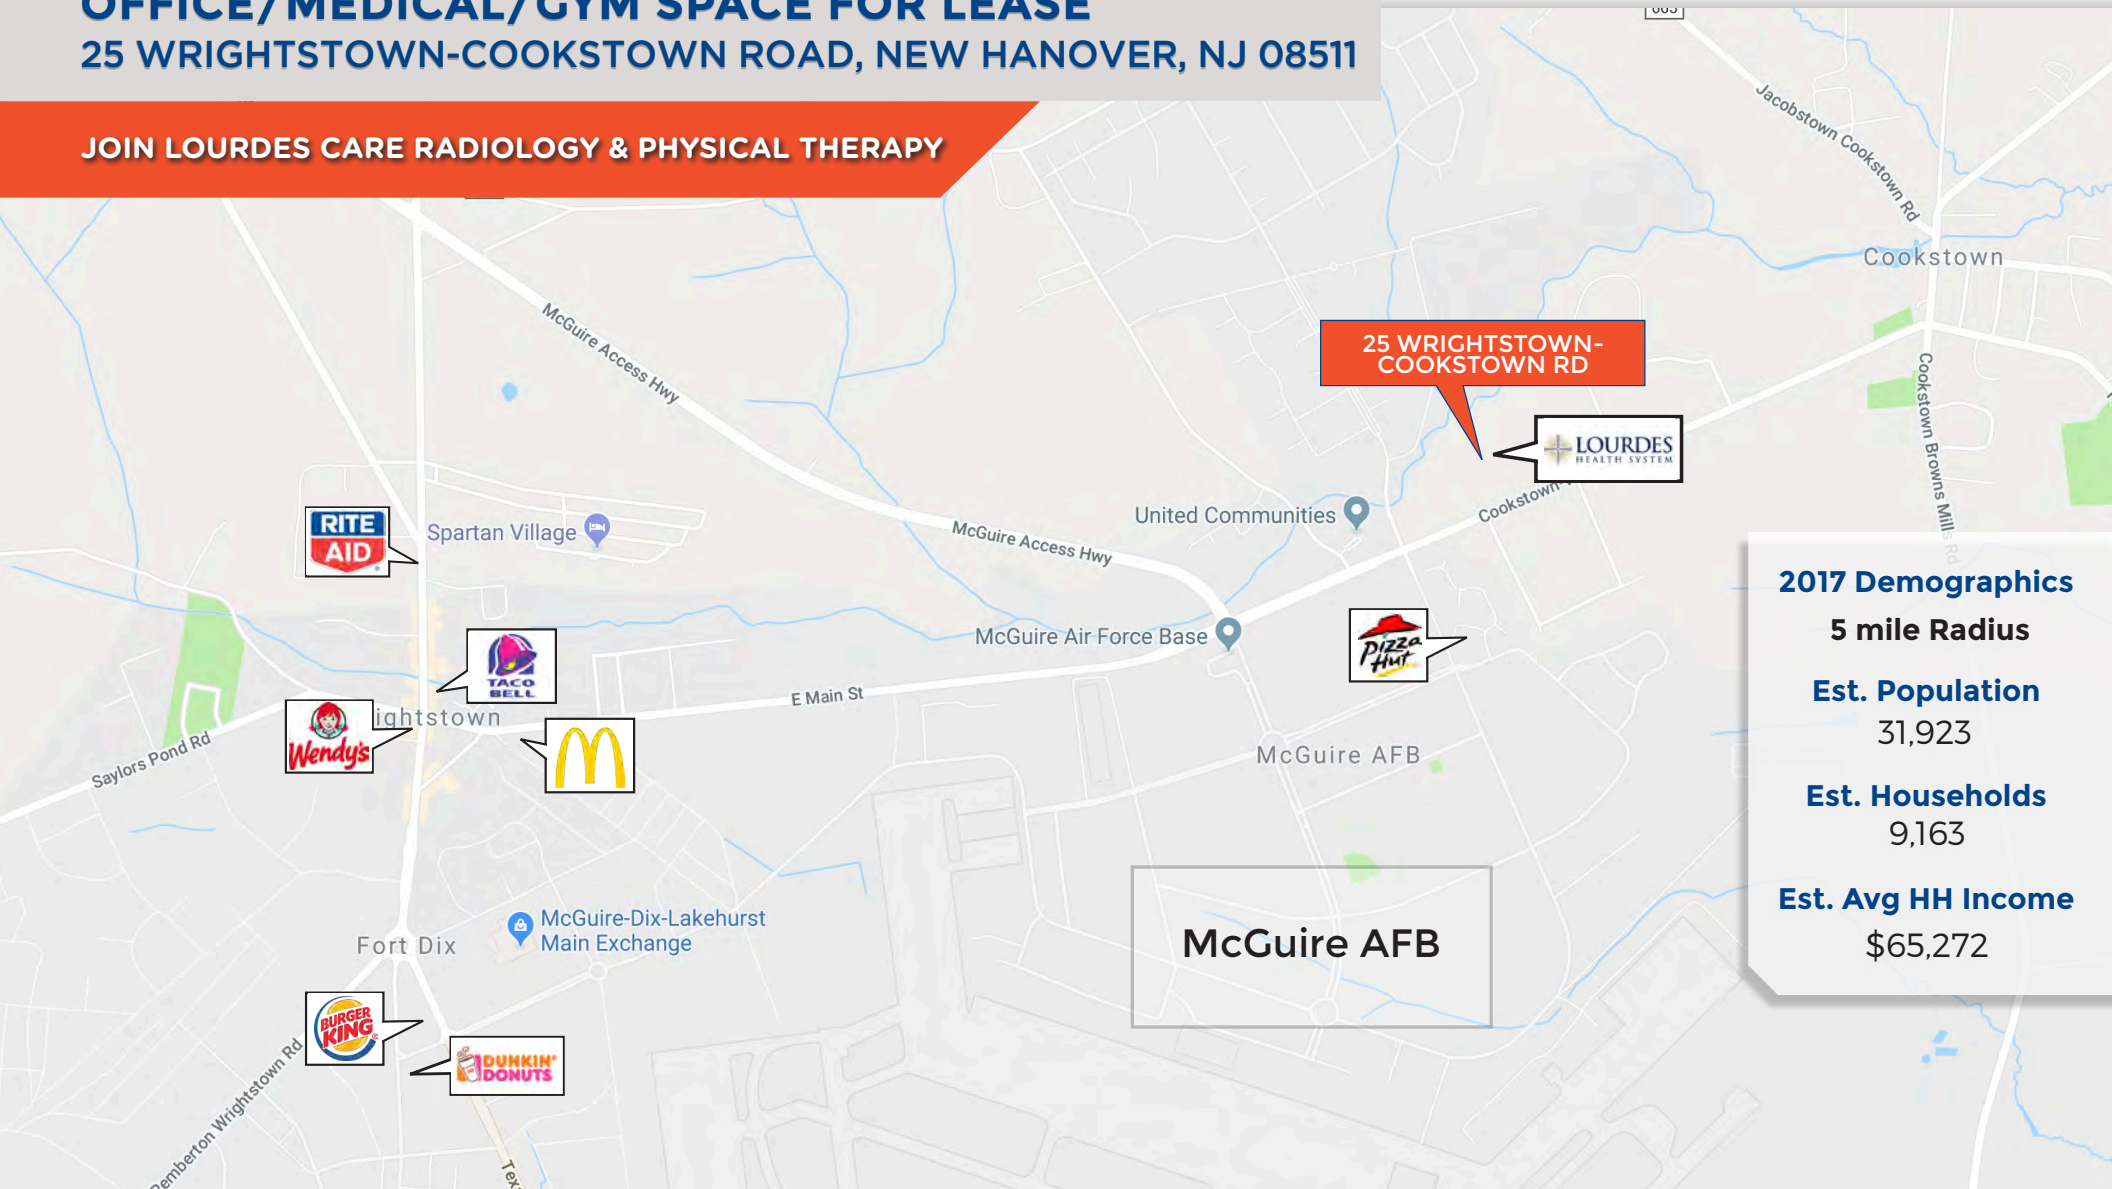 OFFICE/MEDICAL/GYM SPACE FOR LEASE
25 WRIGHTSTOWN-COOKSTOWN ROAD, NEW HANOVER, NJ 08511
JOIN LOURDES CARE RADIOLOGY & PHYSICAL THERAPY
665
Jacobstown Cookstown Rd
Cookstown
McGuire Access Hwy
25 WRIGHTSTOWN-
COOKSTOWN RD
LOURDES
HEALTH SYSTEM
Cookstown Browns Mills Rd
Cookstown-
United Communities
McGuire Access Hwy
RITE
AID
Spartan Village
McGuire Air Force Base
Pizza
Hut
TACO
BELL
E Main St
Wendy's
ightstown
Saylors Pond Rd
McGuire AFB
McGuire-Dix-Lakehurst
Main Exchange
Fort Dix
McGuire AFB
BURGER
KING
DUNKIN'
DONUTS
Pemberton Wrightstown Rd
Tex
2017 Demographics
5 mile Radius
Est. Population
31,923
Est. Households
9,163
Est. Avg HH Income
$65,272